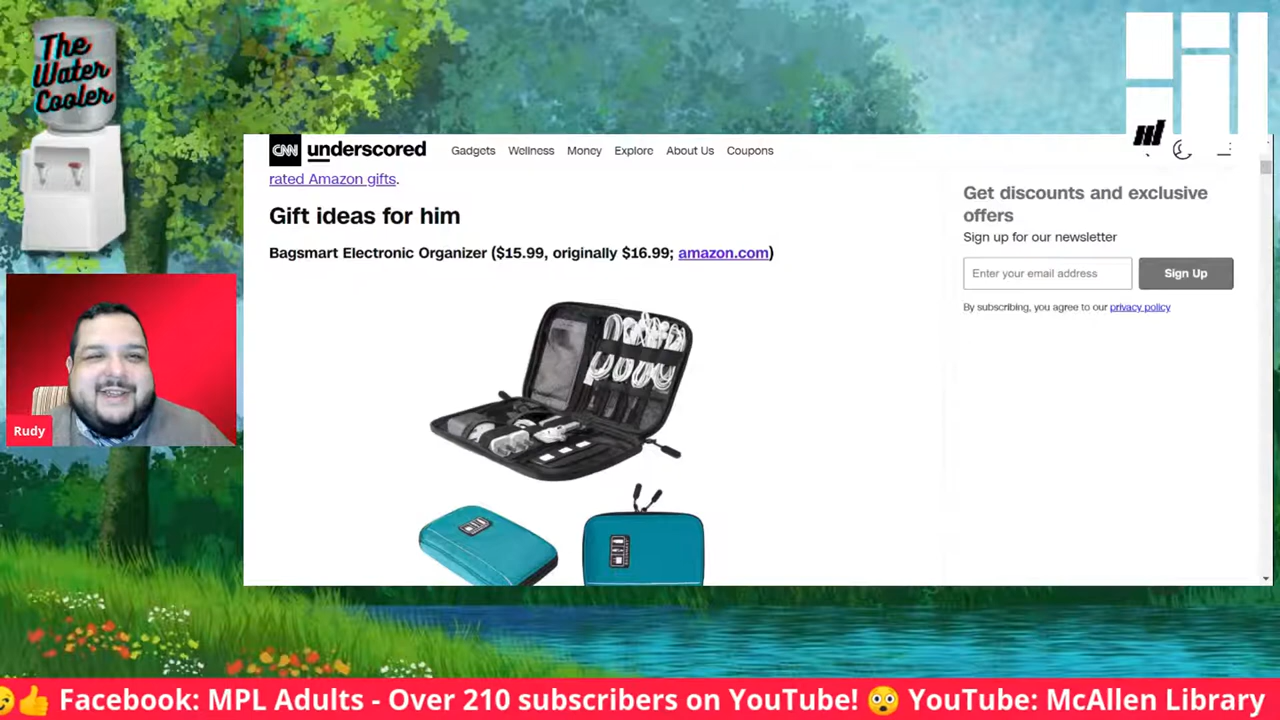 The
Water
Cooler
CNN underscored
Gadgets Wellness Money Explore About Us Coupons
rated Amazon gifts.
Gift ideas for him
Bagsmart Electronic Organizer ($15.99, originally $16.99; amazon.com)
Get discounts and exclusive
offers
Sign up for our newsletter
Enter your email address
Sign Up
By subscribing, you agree to our privacy policy
Rudy
😉👍 Facebook: MPL Adults - Over 210 subscribers on YouTube! 😲 YouTube: McAllen Library